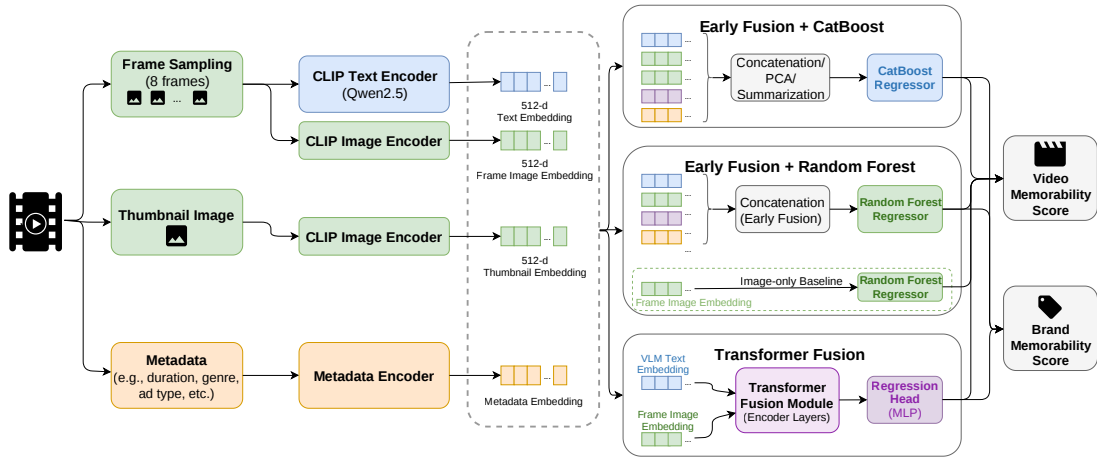 Frame Sampling
(8 frames)
...
CLIP Text Encoder
(Qwen2.5)
CLIP Image Encoder
Thumbnail Image
CLIP Image Encoder
Metadata
(e.g., duration, genre,
ad type, etc.)
Metadata Encoder
...
512-d
Text Embedding
...
512-d
Frame Image Embedding
...
512-d
Thumbnail Embedding
...
Metadata Embedding
Early Fusion + CatBoost
...
...
...
...
...
Concatenation/
PCA/
Summarization
CatBoost
Regressor
Early Fusion + Random Forest
...
...
...
...
Concatenation
(Early Fusion)
Random Forest
Regressor
...
Image-only Baseline
Frame Image Embedding
Random Forest
Regressor
Transformer Fusion
VLM Text
Embedding
...
Frame Image
Embedding
...
Transformer
Fusion Module
(Encoder Layers)
Regression
Head
(MLP)
Video
Memorability
Score
Brand
Memorability
Score